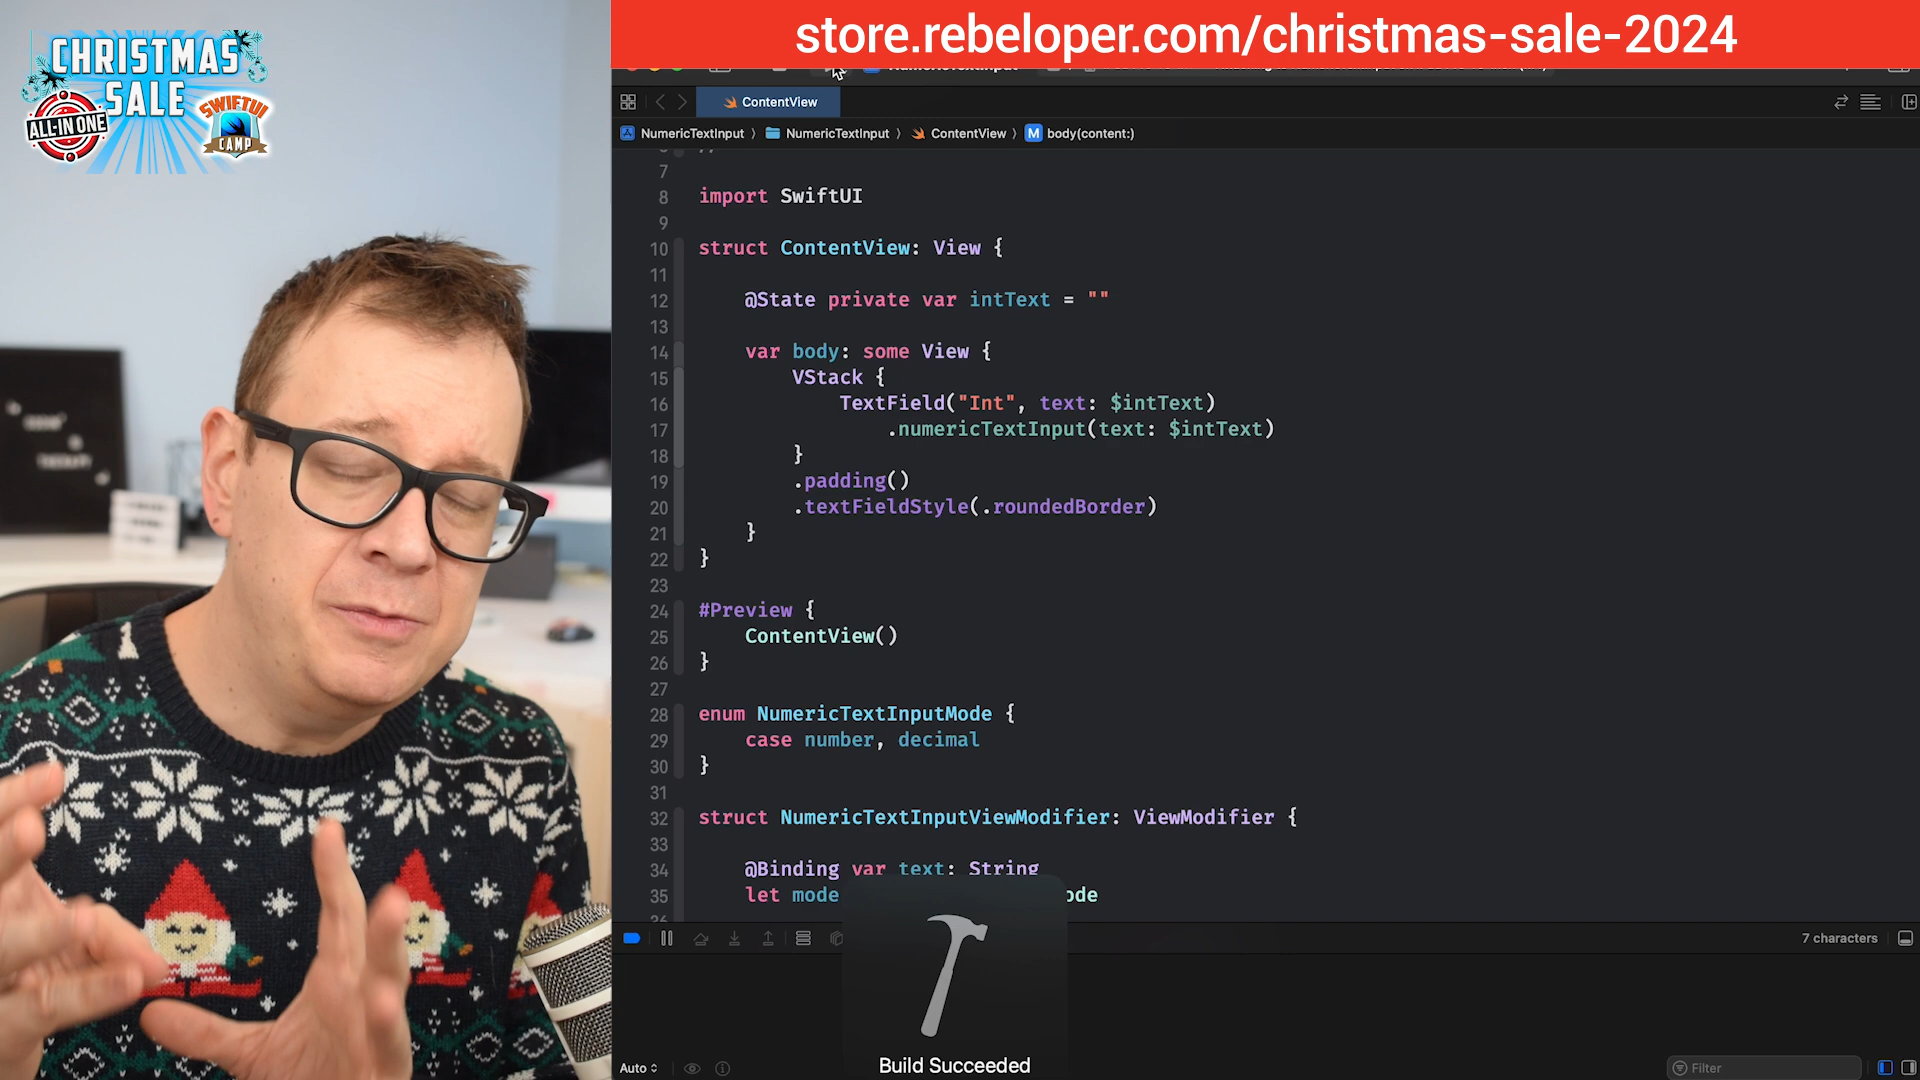 store.rebeloper.com/christmas-sale-2024
CHRISTMAS
SALE
ALL-IN ONE
SWIFTUI
CAMP
ContentView
NumericTextInput
NumericTextInput
ContentView
M body(content:)
7
8 import SwiftUI
9
10 struct ContentView: View {
11
12 @State private var intText = ""
13
14 var body: some View {
15 VStack {
16 TextField("Int", text: $intText)
17 .numericTextInput(text: $intText)
18 }
19 .padding()
20 .textFieldStyle(.roundedBorder)
21 }
22 }
23
24 #Preview {
25 ContentView()
26 }
27
28 enum NumericTextInputMode {
29 case number, decimal
30 }
31
32 struct NumericTextInputViewModifier: ViewModifier {
33
34 @Binding var text: String
35 let mode ode
7 characters
Build Succeeded
Auto
Filter